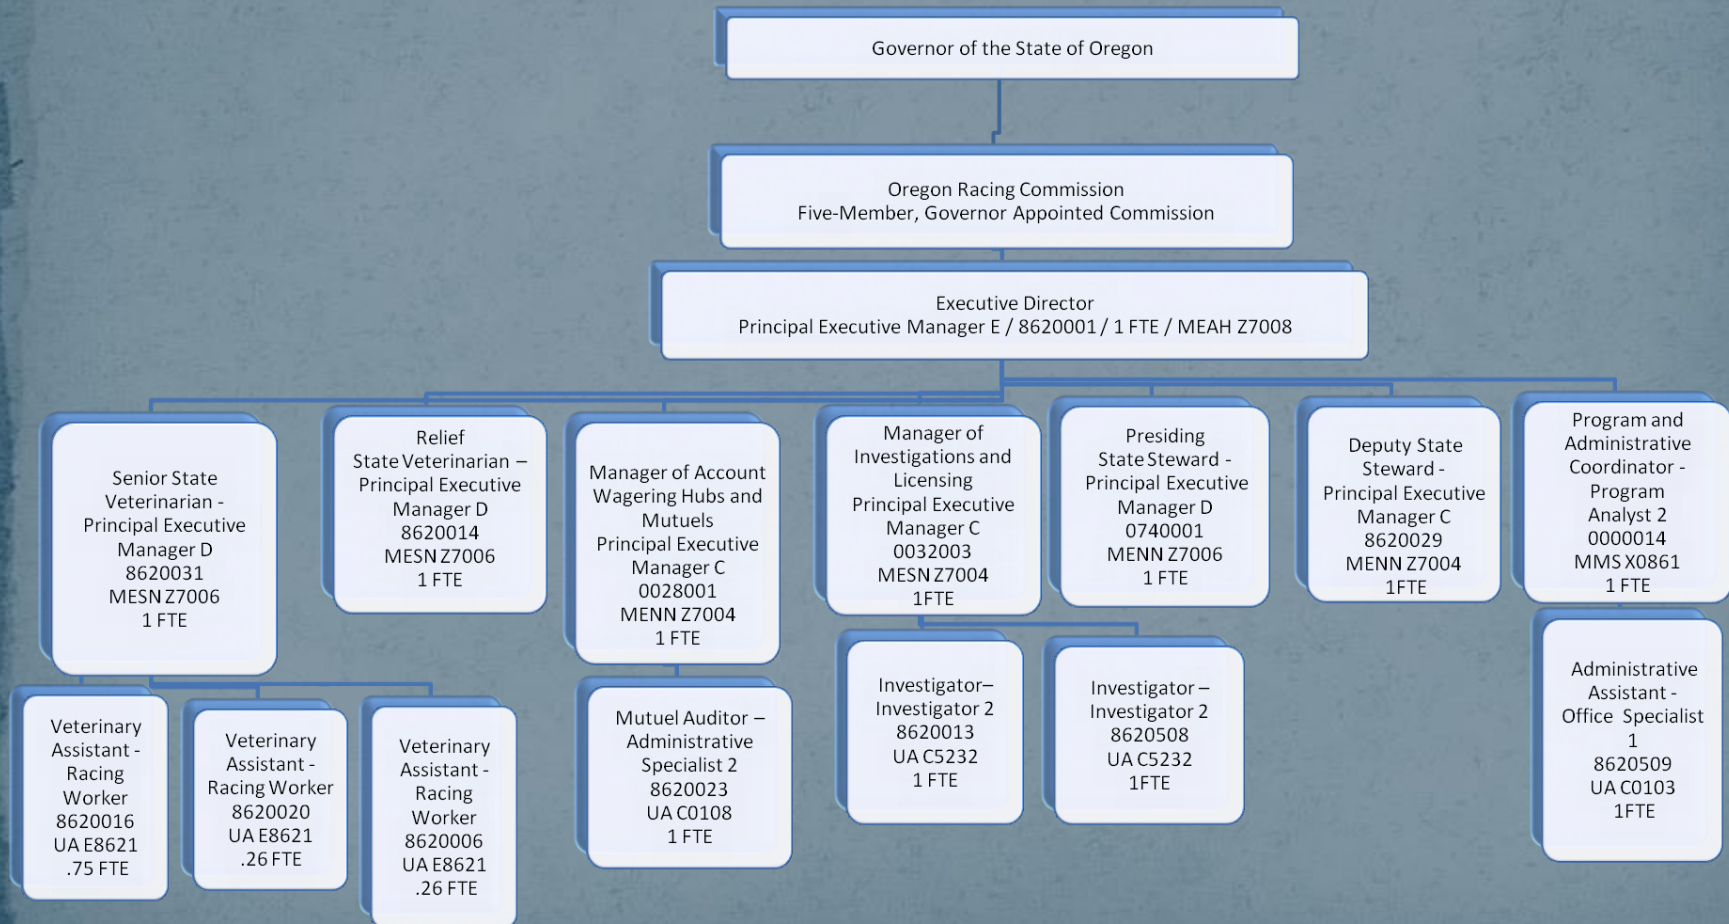 Governor of the State of Oregon
Oregon Racing Commission
Five-Member, Governor Appointed Commission
Executive Director
Principal Executive Manager E / 8620001 / 1 FTE / MEAH Z7008
Senior State
Veterinarian -
Principal Executive
Manager D
8620031
MESN Z7006
1 FTE
Relief
State Veterinarian –
Principal Executive
Manager D
8620014
MESN Z7006
1 FTE
Manager of Account
Wagering Hubs and
Mutuels
Principal Executive
Manager C
0028001
MENN Z7004
1 FTE
Manager of
Investigations and
Licensing
Principal Executive
Manager C
0032003
MESN Z7004
1FTE
Presiding
State Steward -
Principal Executive
Manager D
0740001
MENN Z7006
1 FTE
Deputy State
Steward -
Principal Executive
Manager C
8620029
MENN Z7004
1FTE
Program and
Administrative
Coordinator -
Program
Analyst 2
0000014
MMS X0861
1 FTE
Veterinary
Assistant -
Racing
Worker
8620016
UA E8621
.75 FTE
Veterinary
Assistant -
Racing Worker
8620020
UA E8621
.26 FTE
Veterinary
Assistant -
Racing
Worker
8620006
UA E8621
.26 FTE
Mutuel Auditor –
Administrative
Specialist 2
8620023
UA C0108
1 FTE
Investigator–
Investigator 2
8620013
UA C5232
1 FTE
Investigator –
Investigator 2
8620508
UA C5232
1FTE
Administrative
Assistant -
Office Specialist
1
8620509
UA C0103
1FTE